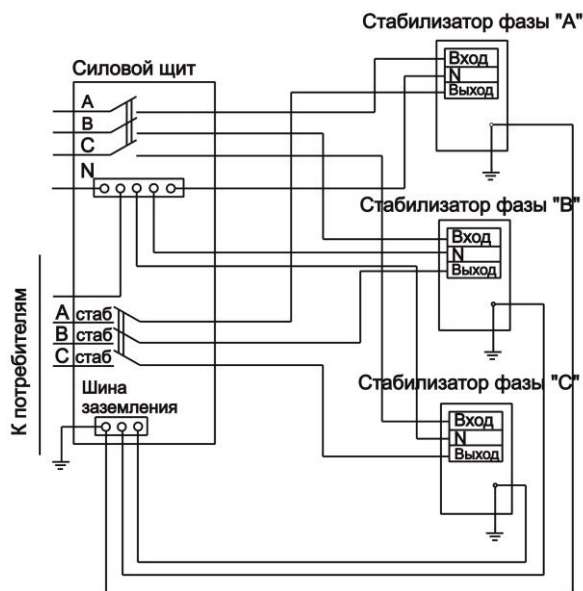 Стабилизатор фазы "А"
Вход
N
Выход
Силовой щит
А
В
С
N
Стабилизатор фазы "В"
Вход
N
Выход
К потребителям
А стаб
В стаб
С стаб
Шина
заземления
Стабилизатор фазы "С"
Вход
N
Выход